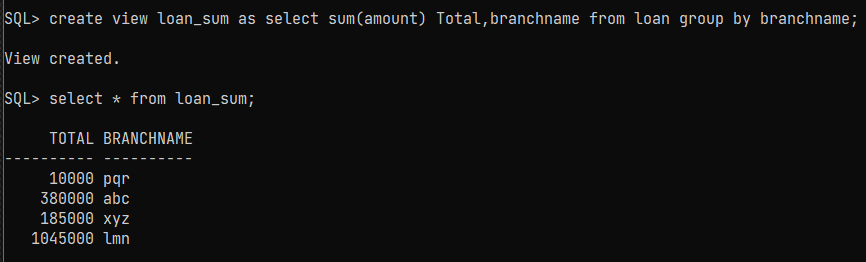 SQL> create view loan_sum as select sum(amount) Total,branchname from loan group by branchname;
View created.
SQL> select * from loan_sum;
     TOTAL BRANCHNAME
---------- ----------
     10000 pqr
    380000 abc
    185000 xyz
   1045000 lmn